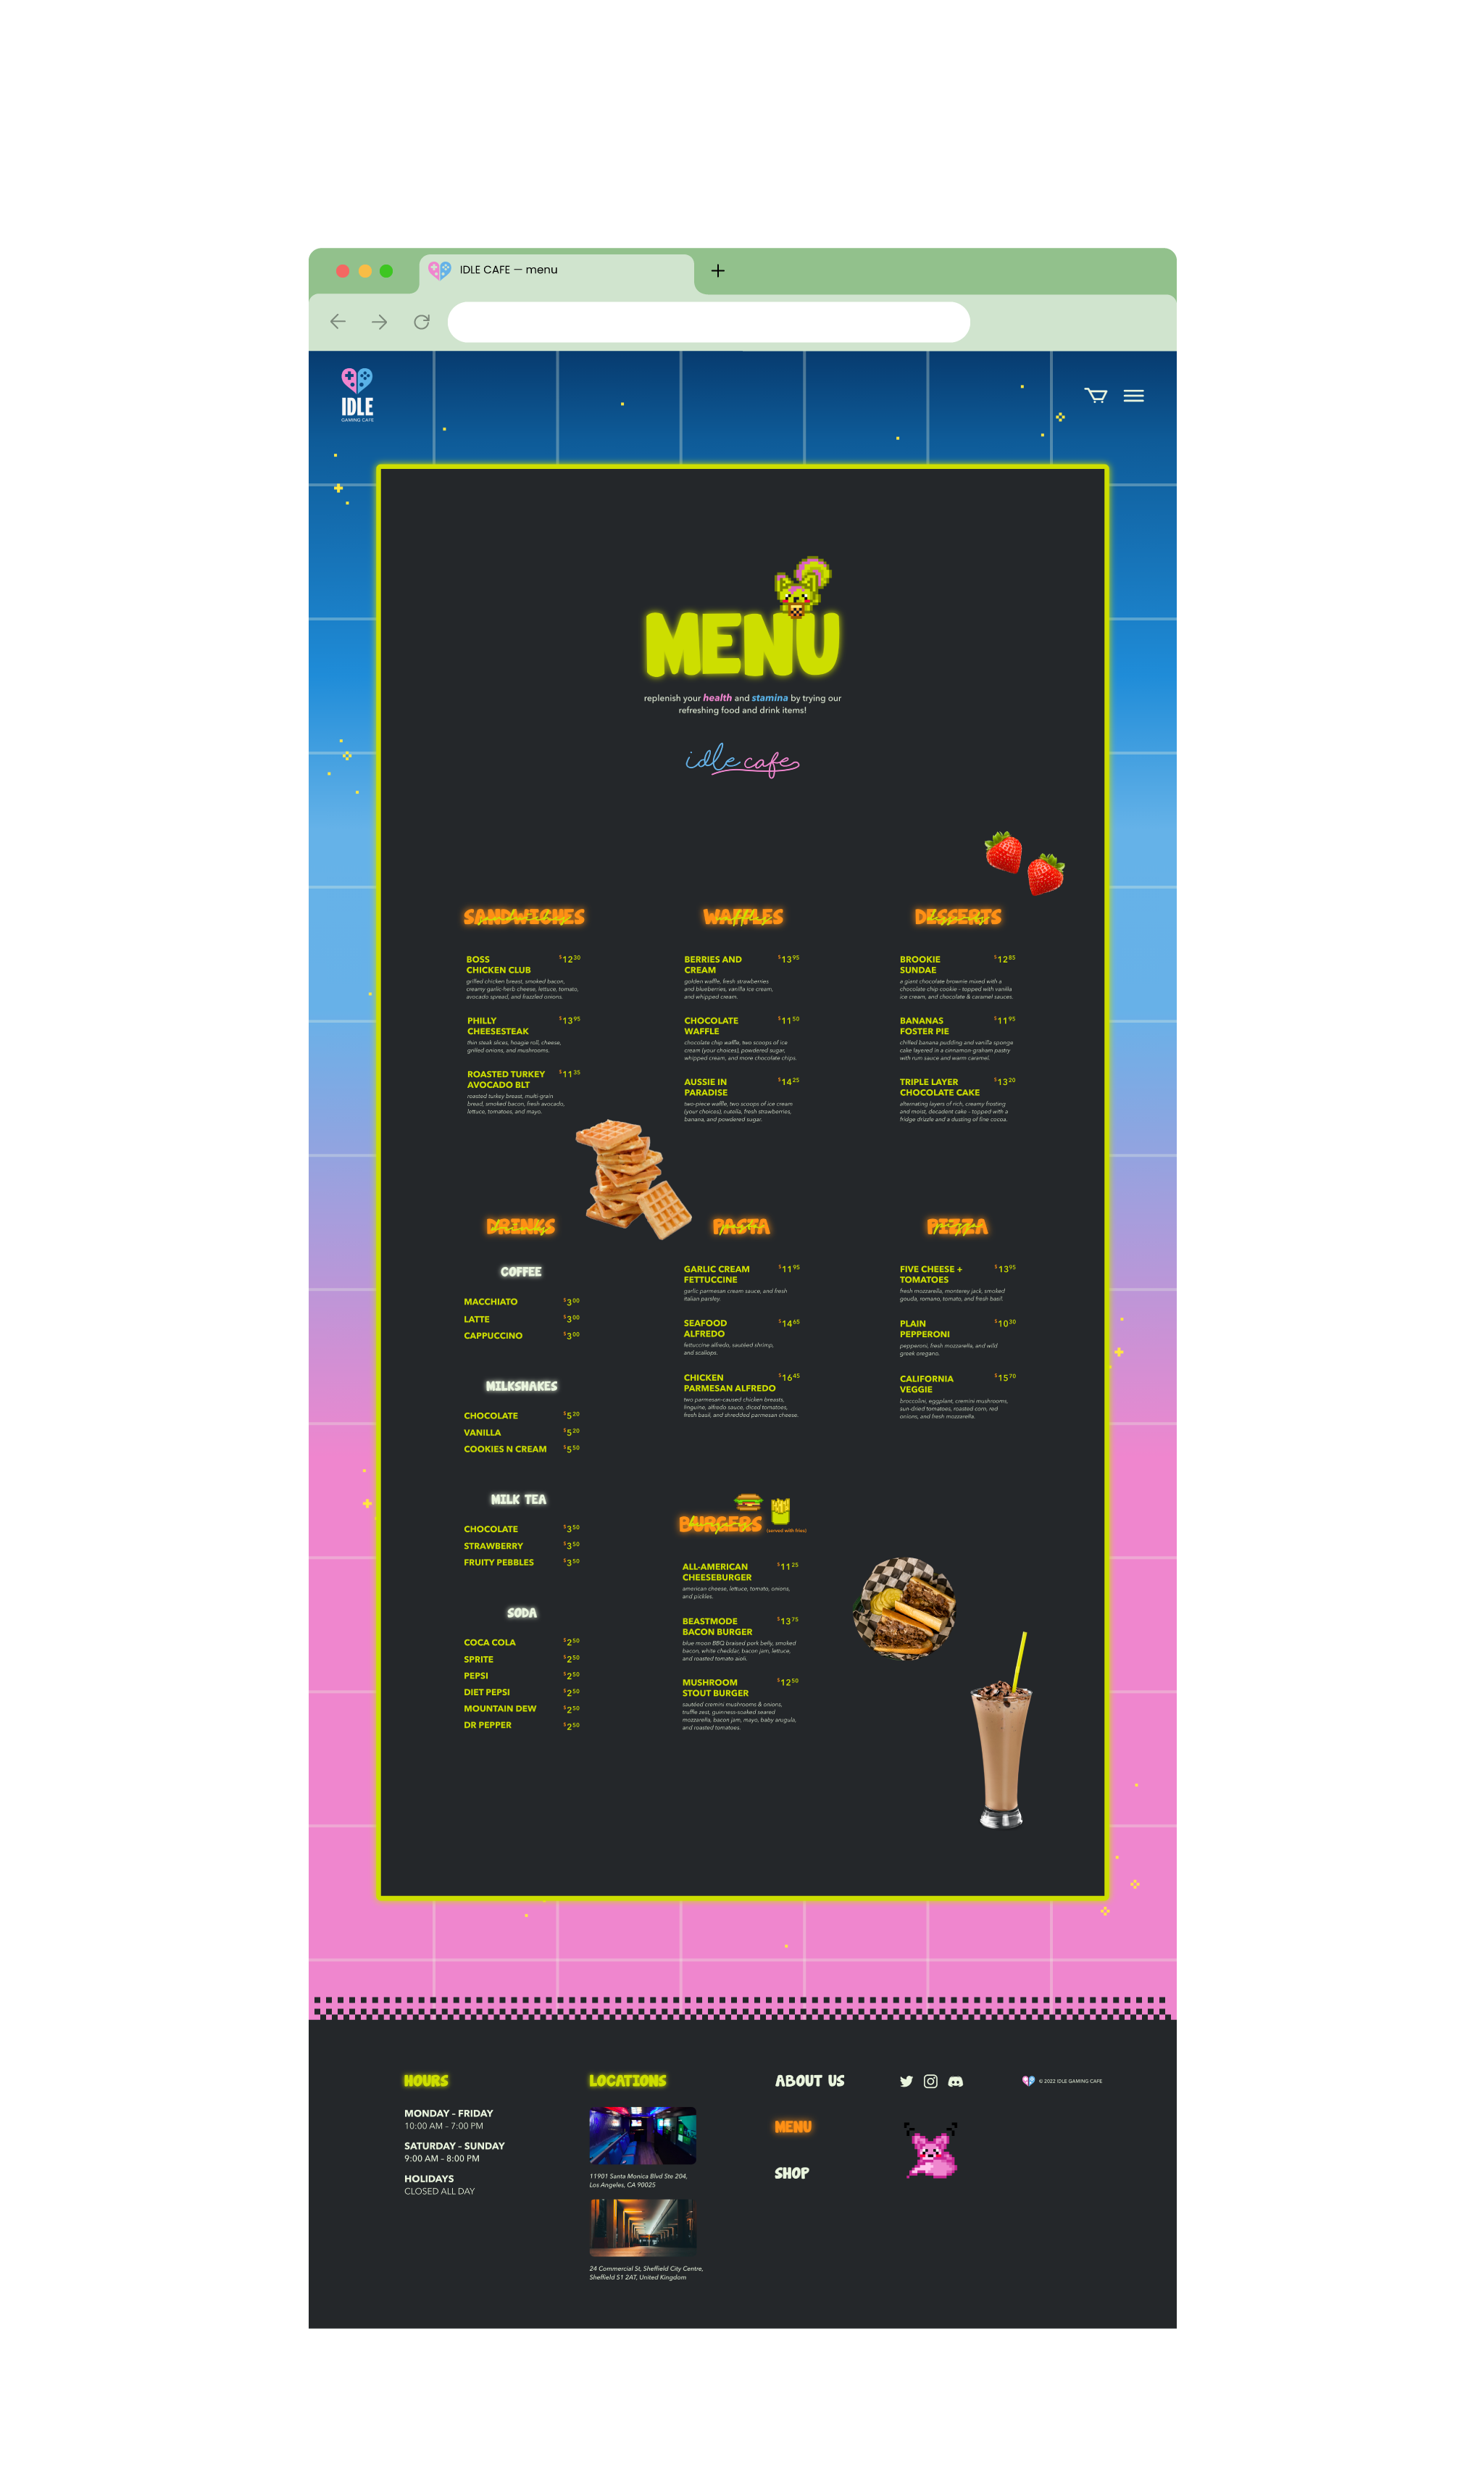 IDLE CAFE — menu
IDLE
GAMING CAFE
MENU
replenish your health and stamina by trying our
refreshing food and drink items!
idle cafe
SANDWICHES
sandwiches
BOSS $12 30
CHICKEN CLUB
grilled chicken breast, smoked bacon,
creamy garlic-herb cheese, lettuce, tomato,
avocado spread, and frazzled onions.
PHILLY $13 95
CHEESESTEAK
thin steak slices, hoagie roll, cheese,
grilled onions, and mushrooms.
ROASTED TURKEY $11 35
AVOCADO BLT
roasted turkey breast, multi-grain
bread, smoked bacon, fresh avocado,
lettuce, tomatoes, and mayo.
WAFFLES
waffles
BERRIES AND $13 95
CREAM
golden waffle, fresh strawberries
and blueberries, vanilla ice cream,
and whipped cream.
CHOCOLATE $11 50
WAFFLE
chocolate chip waffle, two scoops of ice
cream (your choices), powdered sugar,
whipped cream, and more chocolate chips.
AUSSIE IN $14 25
PARADISE
two-piece waffle, two scoops of ice cream
(your choices), nutella, fresh strawberries,
banana, and powdered sugar.
DESSERTS
desserts
BROOKIE $12 85
SUNDAE
a giant chocolate brownie mixed with a
chocolate chip cookie - topped with vanilla
ice cream, and chocolate & caramel sauces.
BANANAS $11 95
FOSTER PIE
chilled banana pudding and vanilla sponge
cake layered in a cinnamon-graham pastry
with rum sauce and warm caramel.
TRIPLE LAYER $13 20
CHOCOLATE CAKE
alternating layers of rich, creamy frosting
and moist, decadent cake - topped with a
fridge drizzle and a dusting of fine cocoa.
DRINKS
drinks
COFFEE
MACCHIATO $3 00
LATTE $3 00
CAPPUCCINO $3 00
MILKSHAKES
CHOCOLATE $5 20
VANILLA $5 20
COOKIES N CREAM $5 50
MILK TEA
CHOCOLATE $3 50
STRAWBERRY $3 50
FRUITY PEBBLES $3 50
SODA
COCA COLA $2 50
SPRITE $2 50
PEPSI $2 50
DIET PEPSI $2 50
MOUNTAIN DEW $2 50
DR PEPPER $2 50
PASTA
pasta
GARLIC CREAM $11 95
FETTUCCINE
garlic parmesan cream sauce, and fresh
italian parsley.
SEAFOOD $14 65
ALFREDO
fettuccine alfredo, sautéed shrimp,
and scallops.
CHICKEN $16 45
PARMESAN ALFREDO
two parmesan-caused chicken breasts,
linguine, alfredo sauce, diced tomatoes,
fresh basil, and shredded parmesan cheese.
PIZZA
pizza
FIVE CHEESE + $13 95
TOMATOES
fresh mozzarella, monterey jack, smoked
gouda, romano, tomato, and fresh basil.
PLAIN $10 30
PEPPERONI
pepperoni, fresh mozzarella, and wild
greek oregano.
CALIFORNIA $15 70
VEGGIE
broccolini, eggplant, cremini mushrooms,
sun-dried tomatoes, roasted corn, red
onions, and fresh mozzarella.
BURGERS
burgers
(served with fries)
ALL-AMERICAN $11 25
CHEESEBURGER
american cheese, lettuce, tomato, onions,
and pickles.
BEASTMODE $13 75
BACON BURGER
blue moon BBQ braised pork belly, smoked
bacon, white cheddar, bacon jam, lettuce,
and roasted tomato aioli.
MUSHROOM $12 50
STOUT BURGER
sautéed cremini mushrooms & onions,
truffle zest, guinness-soaked seared
mozzarella, bacon jam, mayo, baby arugula,
and roasted tomatoes.
HOURS
MONDAY – FRIDAY
10:00 AM – 7:00 PM
SATURDAY – SUNDAY
9:00 AM – 8:00 PM
HOLIDAYS
CLOSED ALL DAY
LOCATIONS
11901 Santa Monica Blvd Ste 204,
Los Angeles, CA 90025
24 Commercial St, Sheffield City Centre,
Sheffield S1 2AT, United Kingdom
ABOUT US
MENU
SHOP
© 2022 IDLE GAMING CAFE